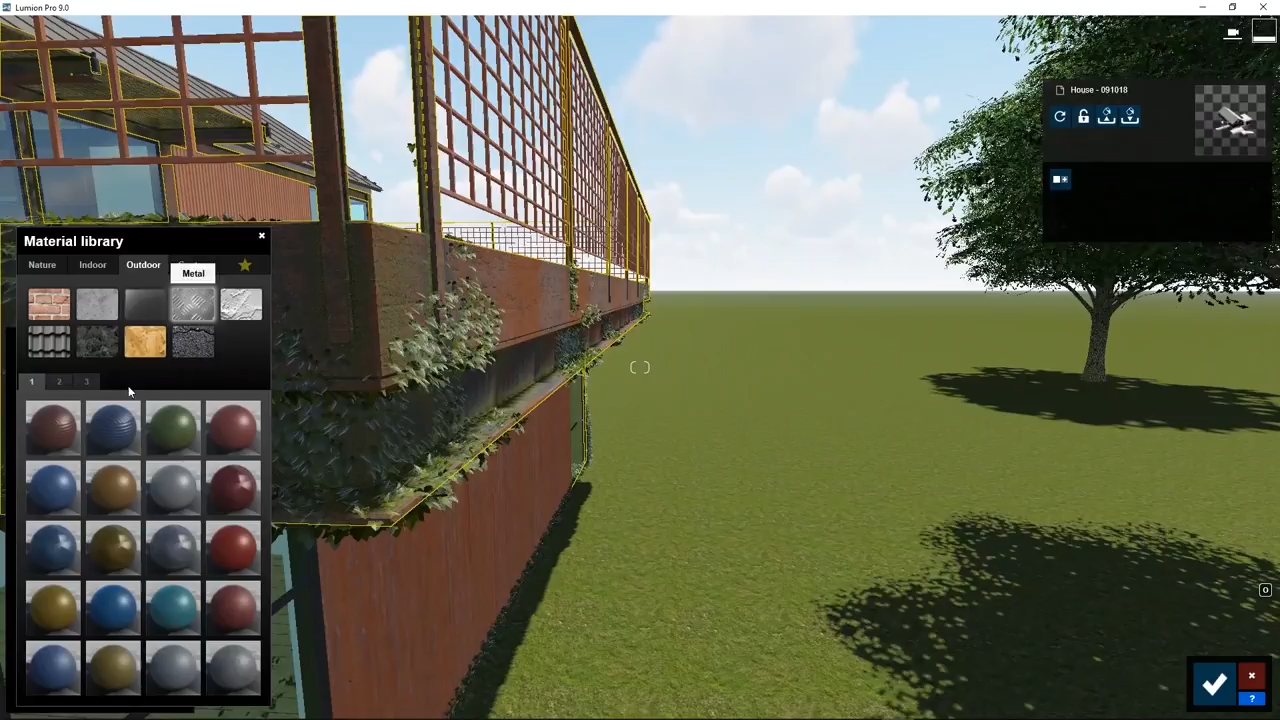 Lumion Pro 9.0
House - 091018
Material library
Nature Indoor Outdoor
Metal
1 2 3
O
?